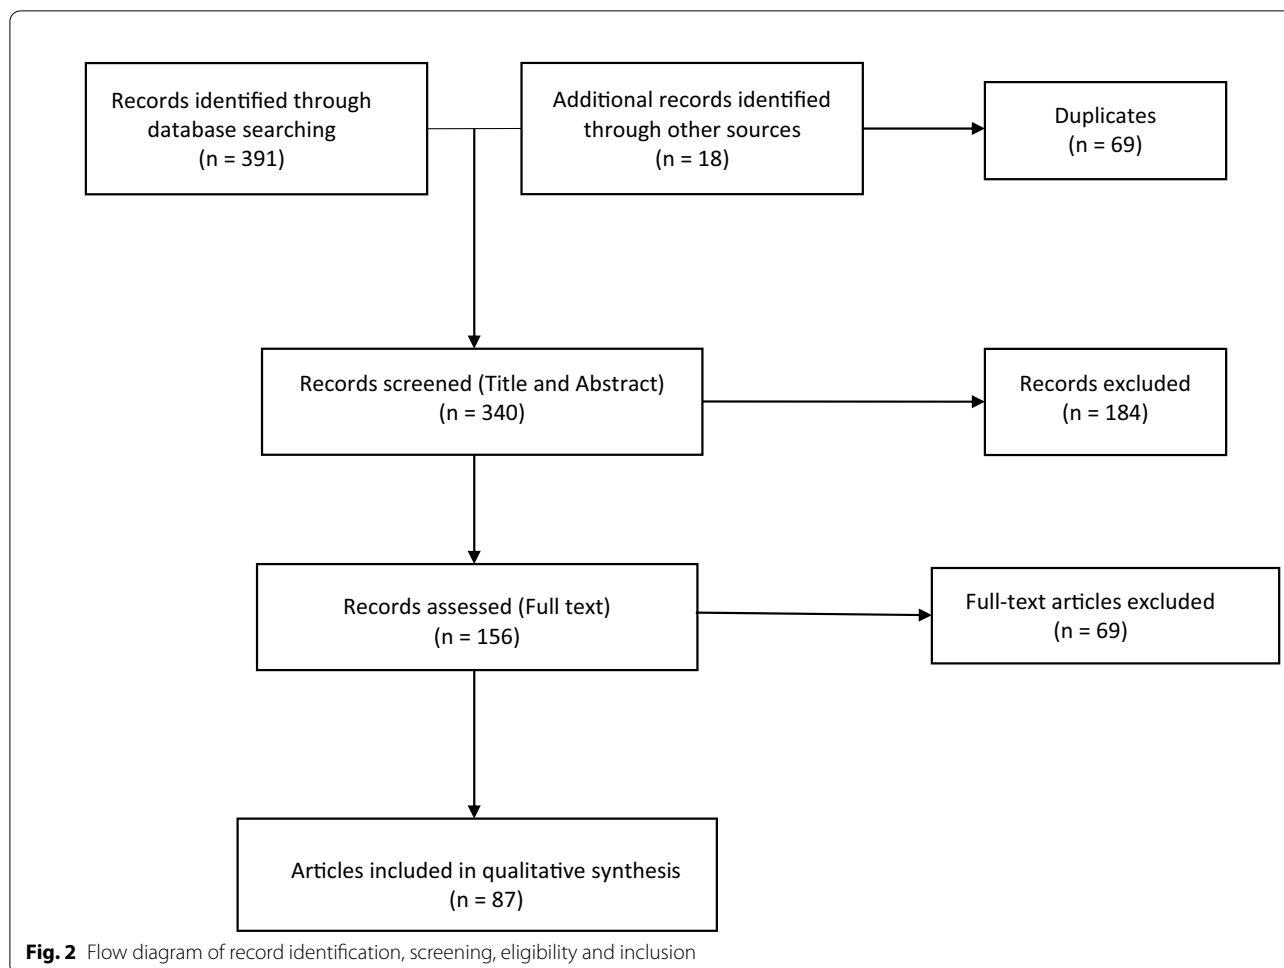 Records identified through
database searching
(n = 391)
Additional records identified
through other sources
(n = 18)
Duplicates
(n = 69)
Records screened (Title and Abstract)
(n = 340)
Records excluded
(n = 184)
Records assessed (Full text)
(n = 156)
Full-text articles excluded
(n = 69)
Articles included in qualitative synthesis
(n = 87)
Fig. 2 Flow diagram of record identification, screening, eligibility and inclusion